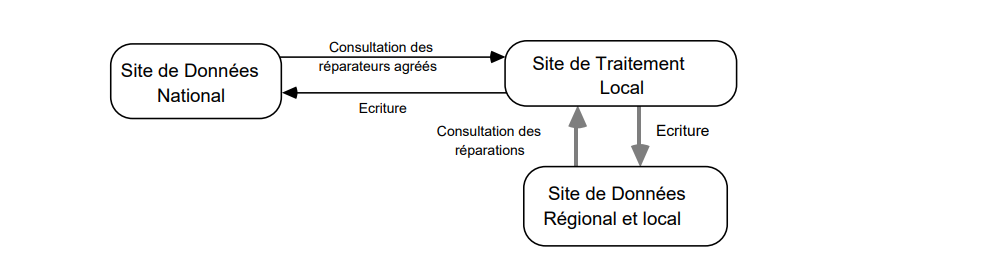 Consultation des
réparateurs agréés
Site de Données
National
Ecriture
Site de Traitement
Local
Consultation des
réparations
Ecriture
Site de Données
Régional et local